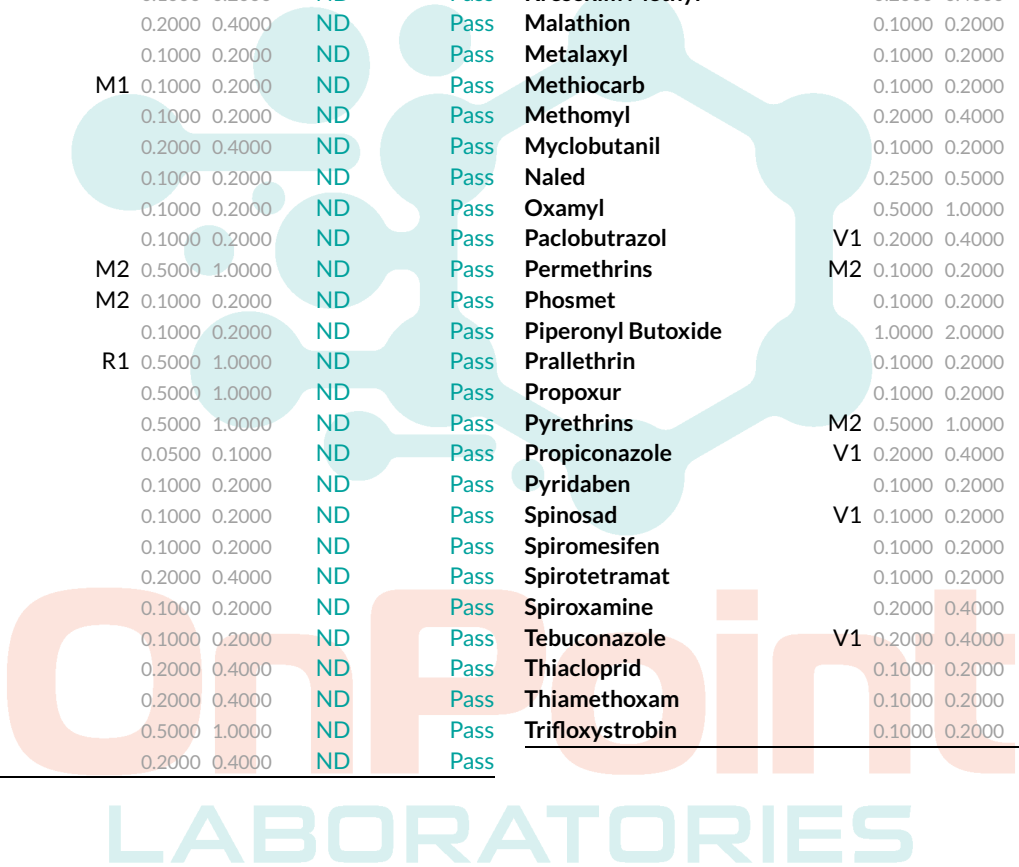 0.2000 0.4000 ND Pass Malathion 0.1000 0.2000
0.1000 0.2000 ND Pass Metalaxyl 0.1000 0.2000
M1 0.1000 0.2000 ND Pass Methiocarb 0.1000 0.2000
0.1000 0.2000 ND Pass Methomyl 0.2000 0.4000
0.2000 0.4000 ND Pass Myclobutanil 0.1000 0.2000
0.1000 0.2000 ND Pass Naled 0.2500 0.5000
0.1000 0.2000 ND Pass Oxamyl 0.5000 1.0000
0.1000 0.2000 ND Pass Paclobutrazol V1 0.2000 0.4000
M2 0.5000 1.0000 ND Pass Permethrins M2 0.1000 0.2000
M2 0.1000 0.2000 ND Pass Phosmet 0.1000 0.2000
0.1000 0.2000 ND Pass Piperonyl Butoxide 1.0000 2.0000
R1 0.5000 1.0000 ND Pass Prallethrin 0.1000 0.2000
0.5000 1.0000 ND Pass Propoxur 0.1000 0.2000
0.5000 1.0000 ND Pass Pyrethrins M2 0.5000 1.0000
0.0500 0.1000 ND Pass Propiconazole V1 0.2000 0.4000
0.1000 0.2000 ND Pass Pyridaben 0.1000 0.2000
0.1000 0.2000 ND Pass Spinosad V1 0.1000 0.2000
0.1000 0.2000 ND Pass Spiromesifen 0.1000 0.2000
0.2000 0.4000 ND Pass Spirotetramat 0.1000 0.2000
0.1000 0.2000 ND Pass Spiroxamine 0.2000 0.4000
0.1000 0.2000 ND Pass Tebuconazole V1 0.2000 0.4000
0.2000 0.4000 ND Pass Thiacloprid 0.1000 0.2000
0.2000 0.4000 ND Pass Thiamethoxam 0.1000 0.2000
0.5000 1.0000 ND Pass Trifloxystrobin 0.1000 0.2000
0.2000 0.4000 ND Pass
OnPoint
LABORATORIES